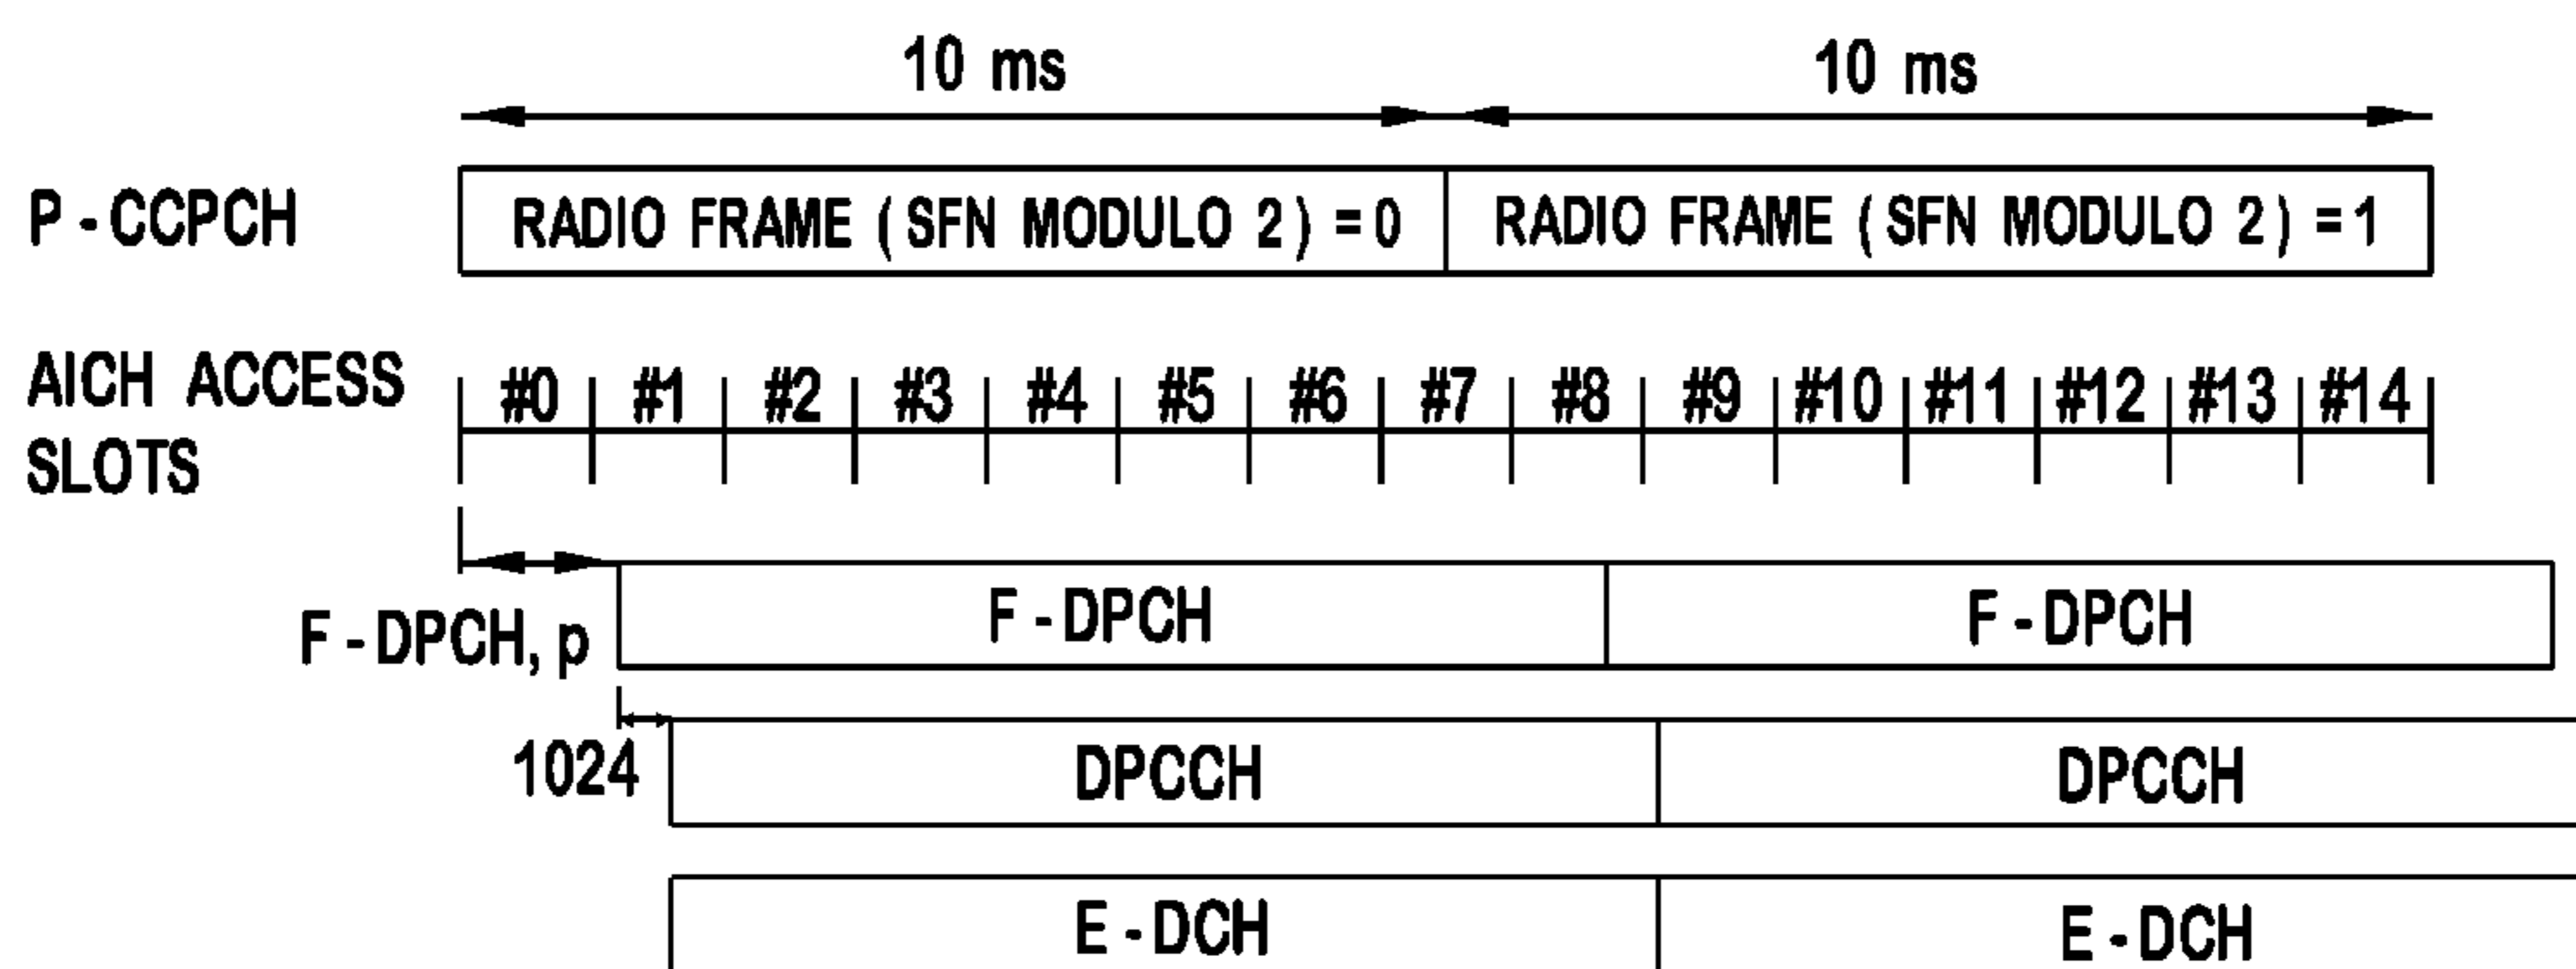 10 ms 10 ms
P-CCPCH RADIO FRAME (SFN MODULO 2) = 0 RADIO FRAME (SFN MODULO 2) = 1
AICH ACCESS SLOTS #0 #1 #2 #3 #4 #5 #6 #7 #8 #9 #10 #11 #12 #13 #14
F-DPCH, p F-DPCH F-DPCH
1024 DPCCH DPCCH
E-DCH E-DCH